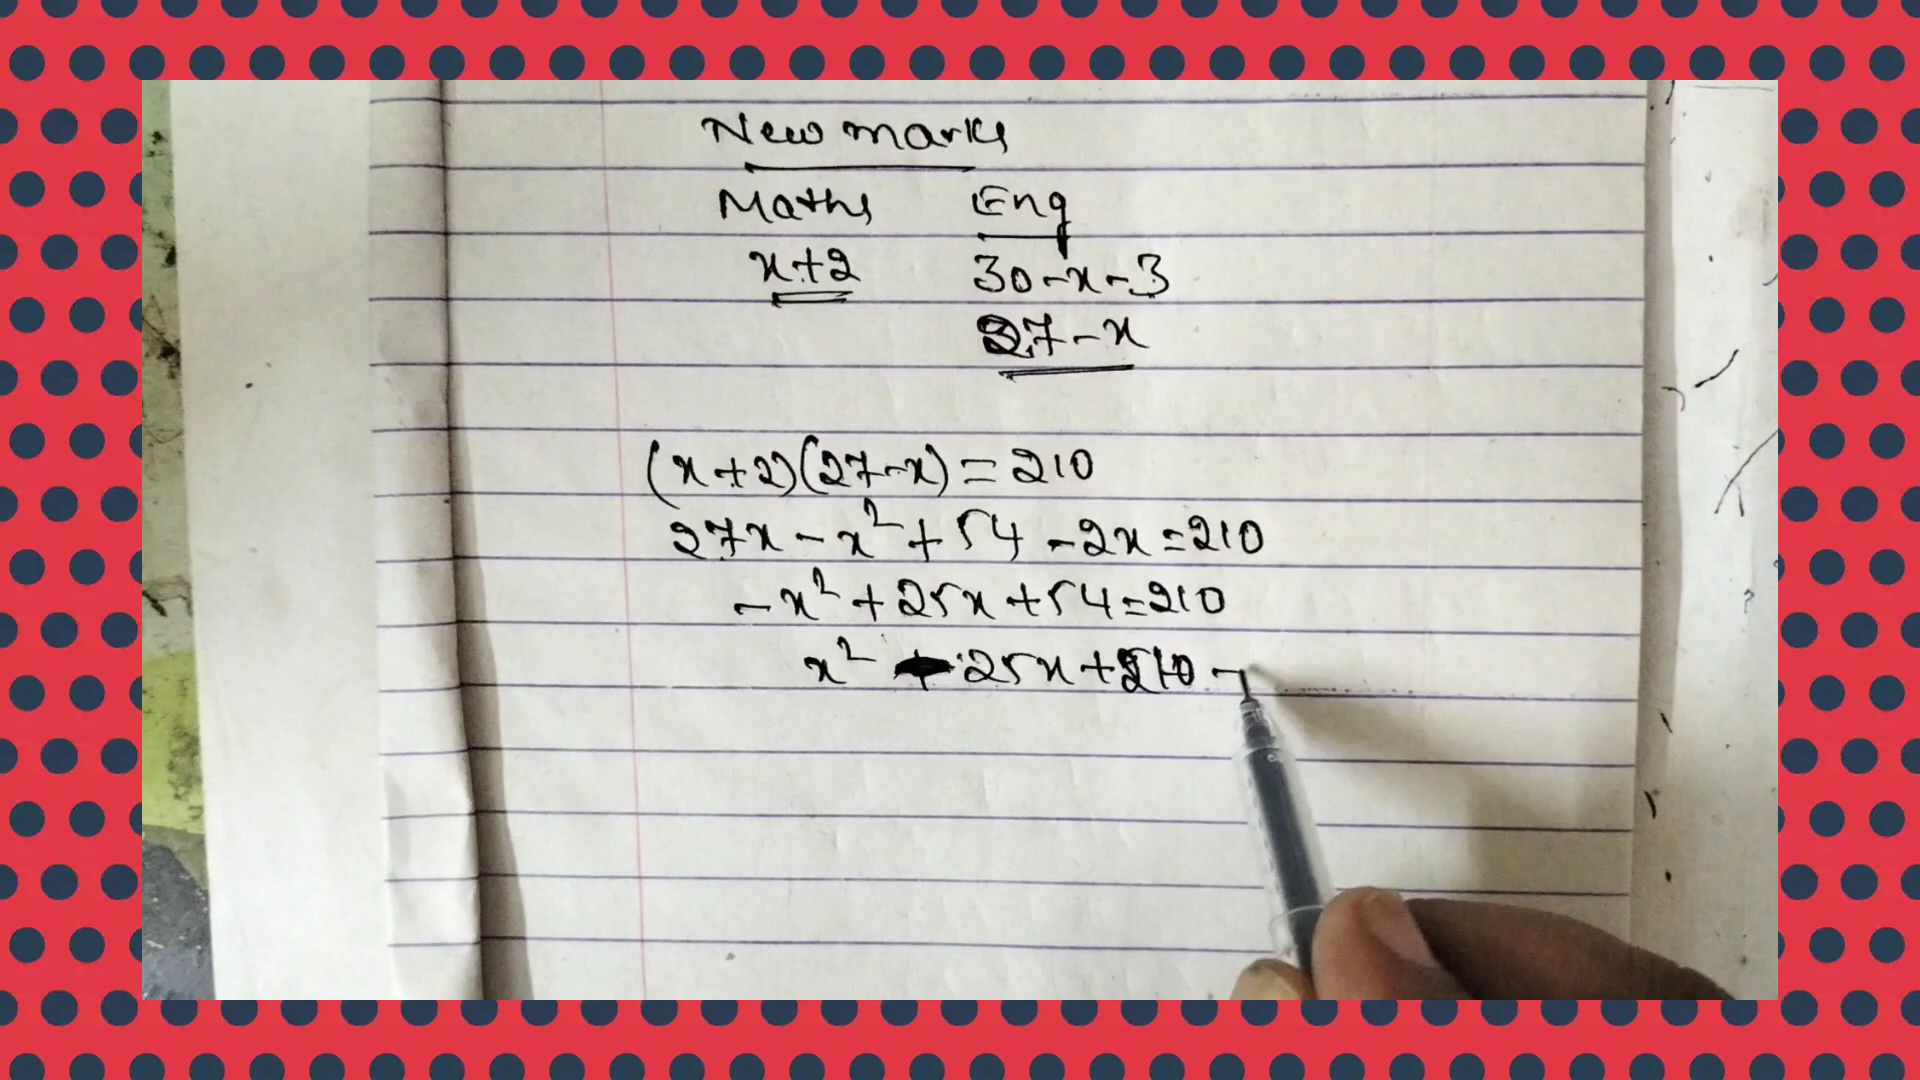 New marks
Maths Eng
x+2 30-x-3
27-x
(x+2)(27-x)=210
27x-x²+54-2x=210
-x²+25x+54=210
x² - 25x+210 -